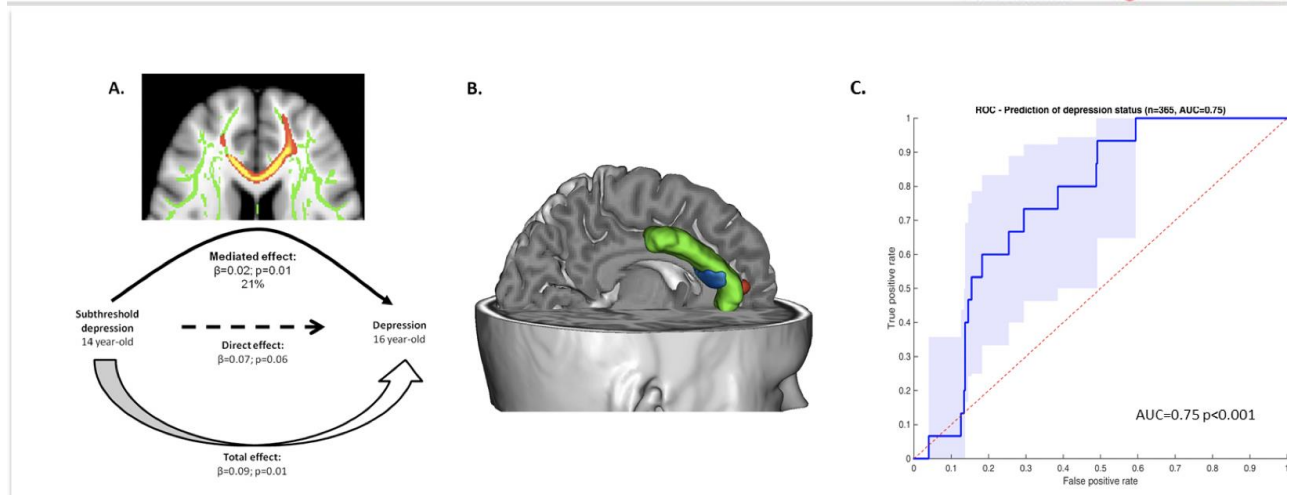 A.
Mediated effect:
β=0.02; p=0.01
21%
Subthreshold
depression
14 year-old
Direct effect:
β=0.07; p=0.06
Depression
16 year-old
Total effect:
β=0.09; p=0.01
B.
C.
ROC - Prediction of depression status (n=365, AUC=0.75)
True positive rate
1
0.9
0.8
0.7
0.6
0.5
0.4
0.3
0.2
0.1
0
AUC=0.75 p<0.001
0 0.1 0.2 0.3 0.4 0.5 0.6 0.7 0.8 0.9 1
False positive rate